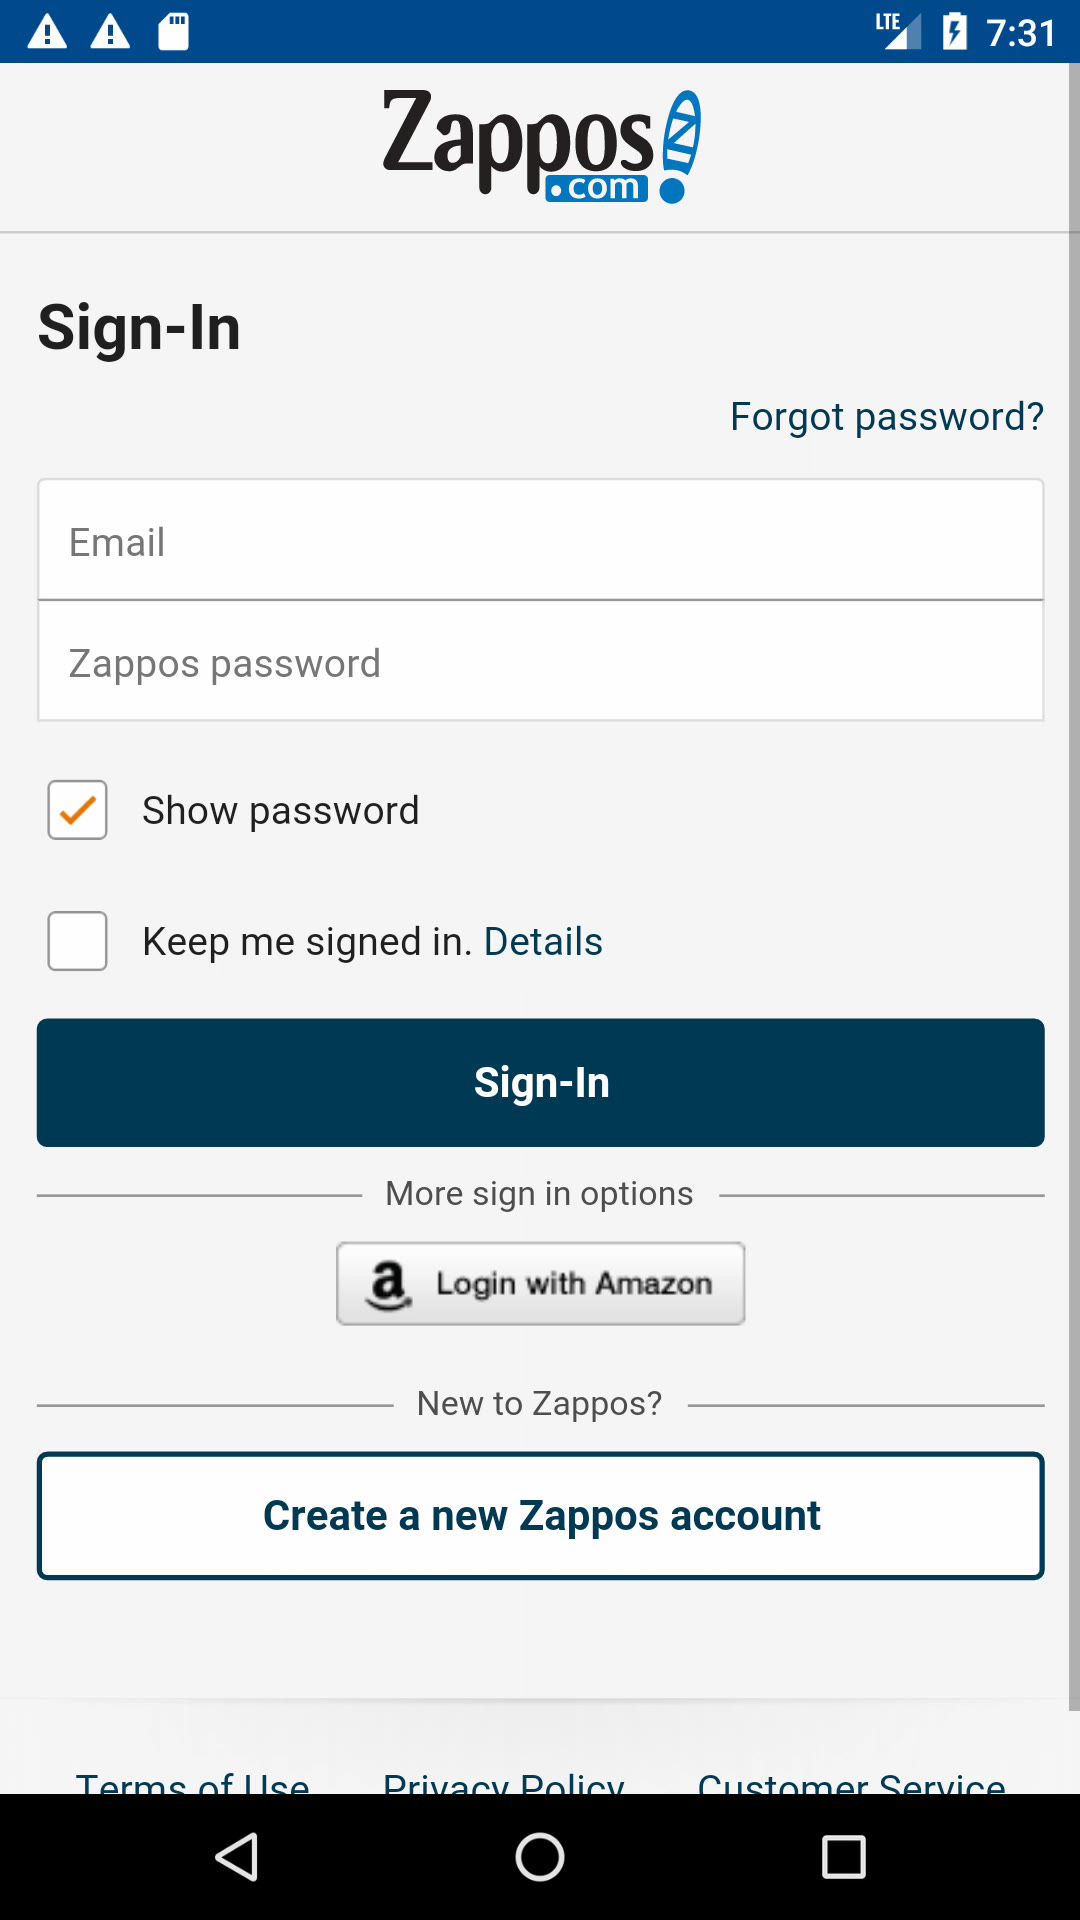 LTE 7:31
Zappos
.com
Sign-In
Forgot password?
Email
Zappos password
Show password
Keep me signed in. Details
Sign-In
More sign in options
a Login with Amazon
New to Zappos?
Create a new Zappos account
Terms of Use Privacy Policy Customer Service